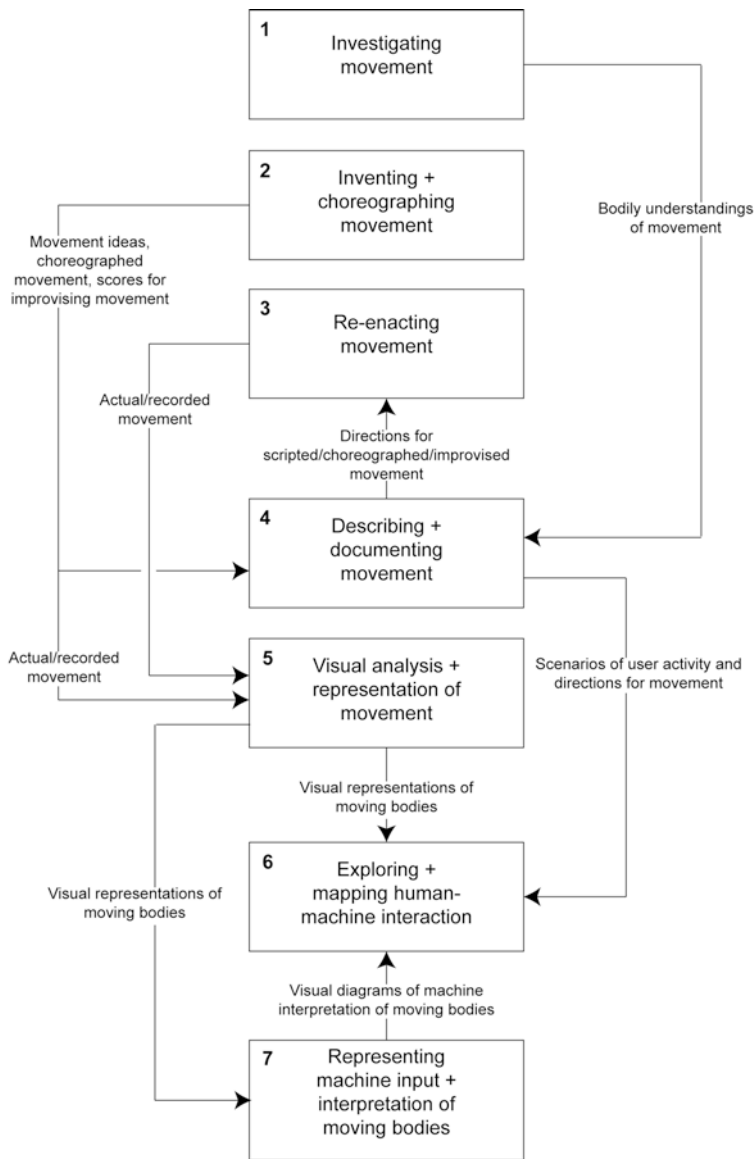 1
Investigating
movement
2
Inventing +
choreographing
movement
Bodily understandings
of movement
Movement ideas,
choreographed
movement, scores for
improvising movement
3
Re-enacting
movement
Actual/recorded
movement
Directions for
scripted/choreographed/improvised
movement
4
Describing +
documenting
movement
Actual/recorded
movement
5
Visual analysis +
representation of
movement
Scenarios of user activity and
directions for movement
Visual representations of
moving bodies
6
Exploring +
mapping human-
machine interaction
Visual representations of
moving bodies
Visual diagrams of machine
interpretation of moving bodies
7
Representing
machine input +
interpretation of
moving bodies